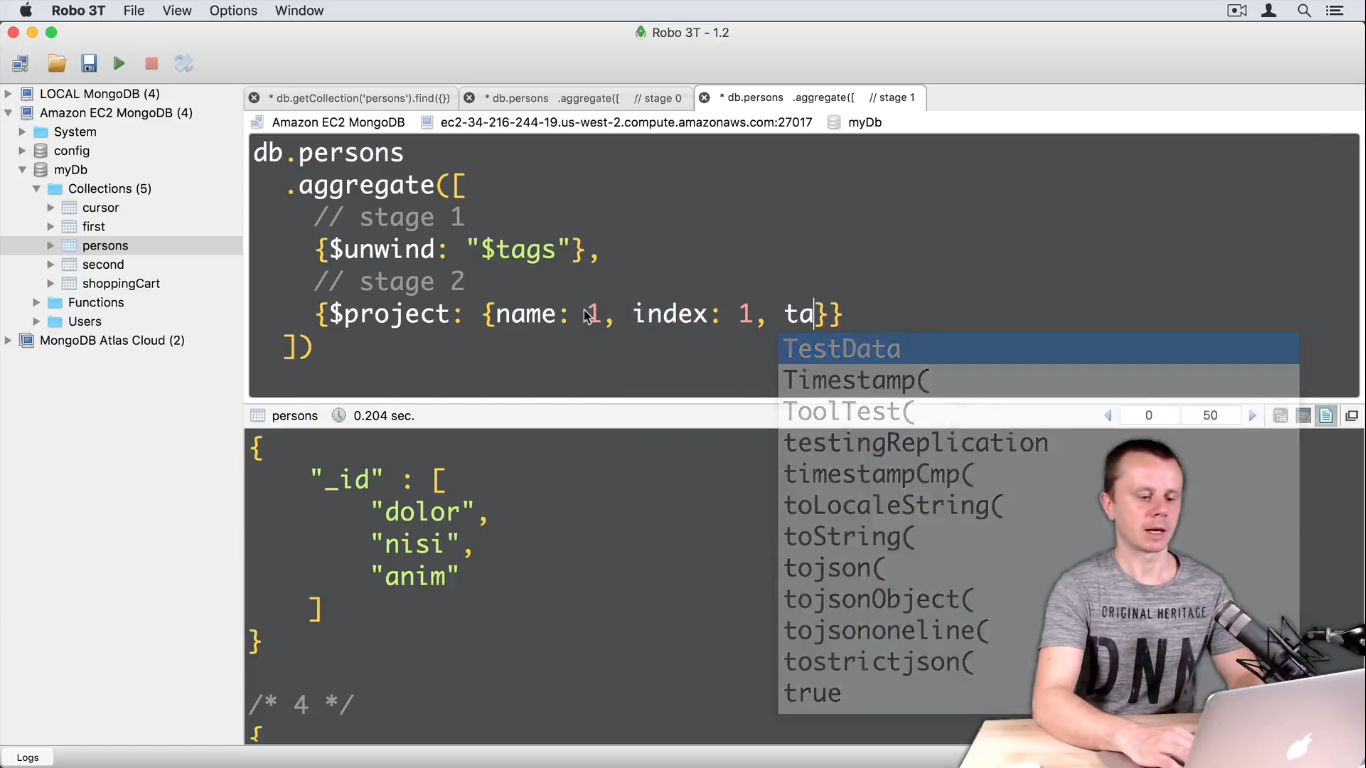 Robo 3T File View Options Window
Robo 3T - 1.2
LOCAL MongoDB (4)
Amazon EC2 MongoDB (4)
System
config
myDb
Collections (5)
cursor
first
persons
second
shoppingCart
Functions
Users
MongoDB Atlas Cloud (2)
* db.getCollection('persons').find({}) * db.persons .aggregate([ // stage 0 * db.persons .aggregate([ // stage 1
Amazon EC2 MongoDB ec2-34-216-244-19.us-west-2.compute.amazonaws.com:27017 myDb
db.persons
.aggregate([
// stage 1
{$unwind: "$tags"},
// stage 2
{$project: {name: 1, index: 1, ta}}
])
TestData
Timestamp(
ToolTest(
testingReplication
timestampCmp(
toLocaleString(
toString(
tojson(
tojsonObject(
tojsononeline(
tostrictjson(
true
persons 0.204 sec. 0 50
{
"_id" : [
"dolor",
"nisi",
"anim"
]
}
/* 4 */
{
ORIGINAL HERITAGE
DNA
Logs